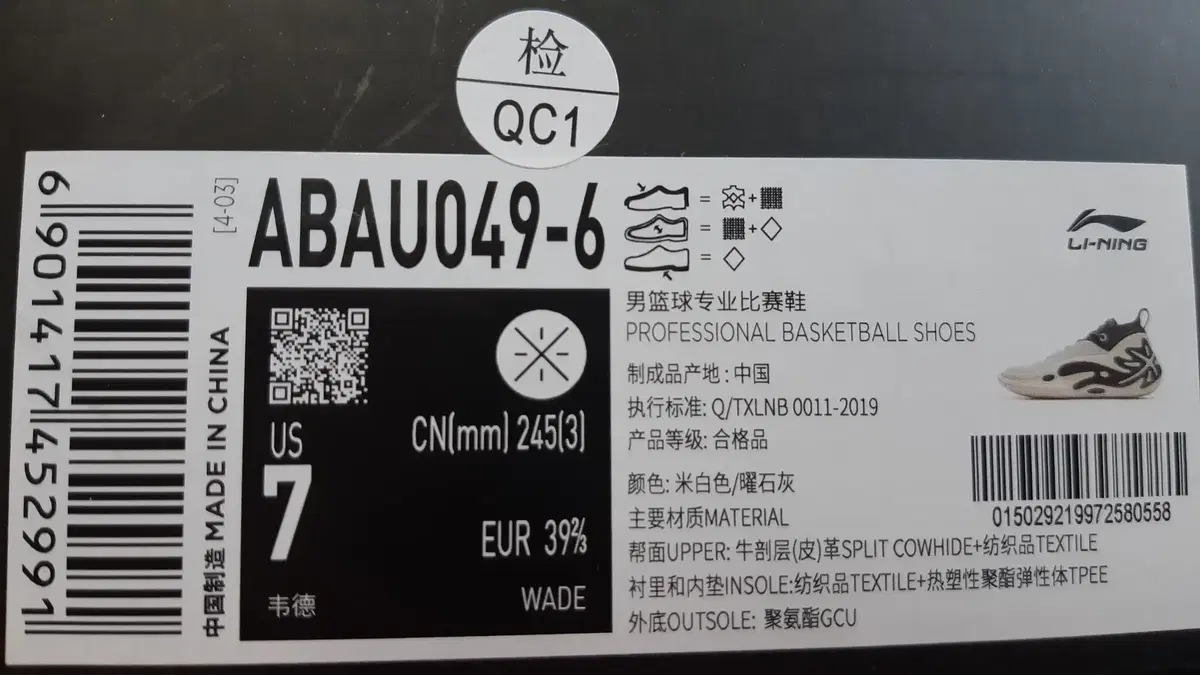 检
QC1
6 901417 452991
中国制造 MADE IN CHINA
[4-03]
ABAU049-6
US
7
韦德
CN(mm) 245(3)
EUR 39⅔
WADE
LI-NING
男篮球专业比赛鞋
PROFESSIONAL BASKETBALL SHOES
制成品产地: 中国
执行标准: Q/TXLNB 0011-2019
产品等级: 合格品
颜色: 米白色/曜石灰
主要材质MATERIAL
帮面UPPER: 牛剖层(皮)革SPLIT COWHIDE+纺织品TEXTILE
衬里和内垫INSOLE:纺织品TEXTILE+热塑性聚酯弹性体TPEE
外底OUTSOLE: 聚氨酯GCU
015029219972580558